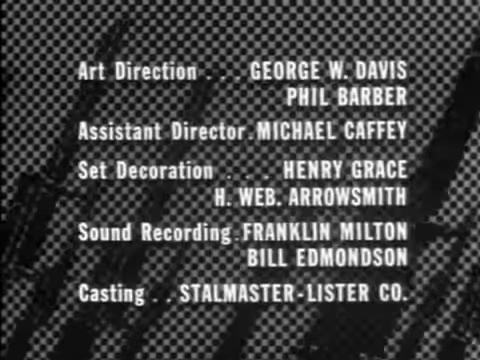 Art Direction . . . GEORGE W. DAVIS
PHIL BARBER
Assistant Director . MICHAEL CAFFEY
Set Decoration . . . HENRY GRACE
H. WEB. ARROWSMITH
Sound Recording . FRANKLIN MILTON
BILL EDMONDSON
Casting . . STALMASTER-LISTER CO.